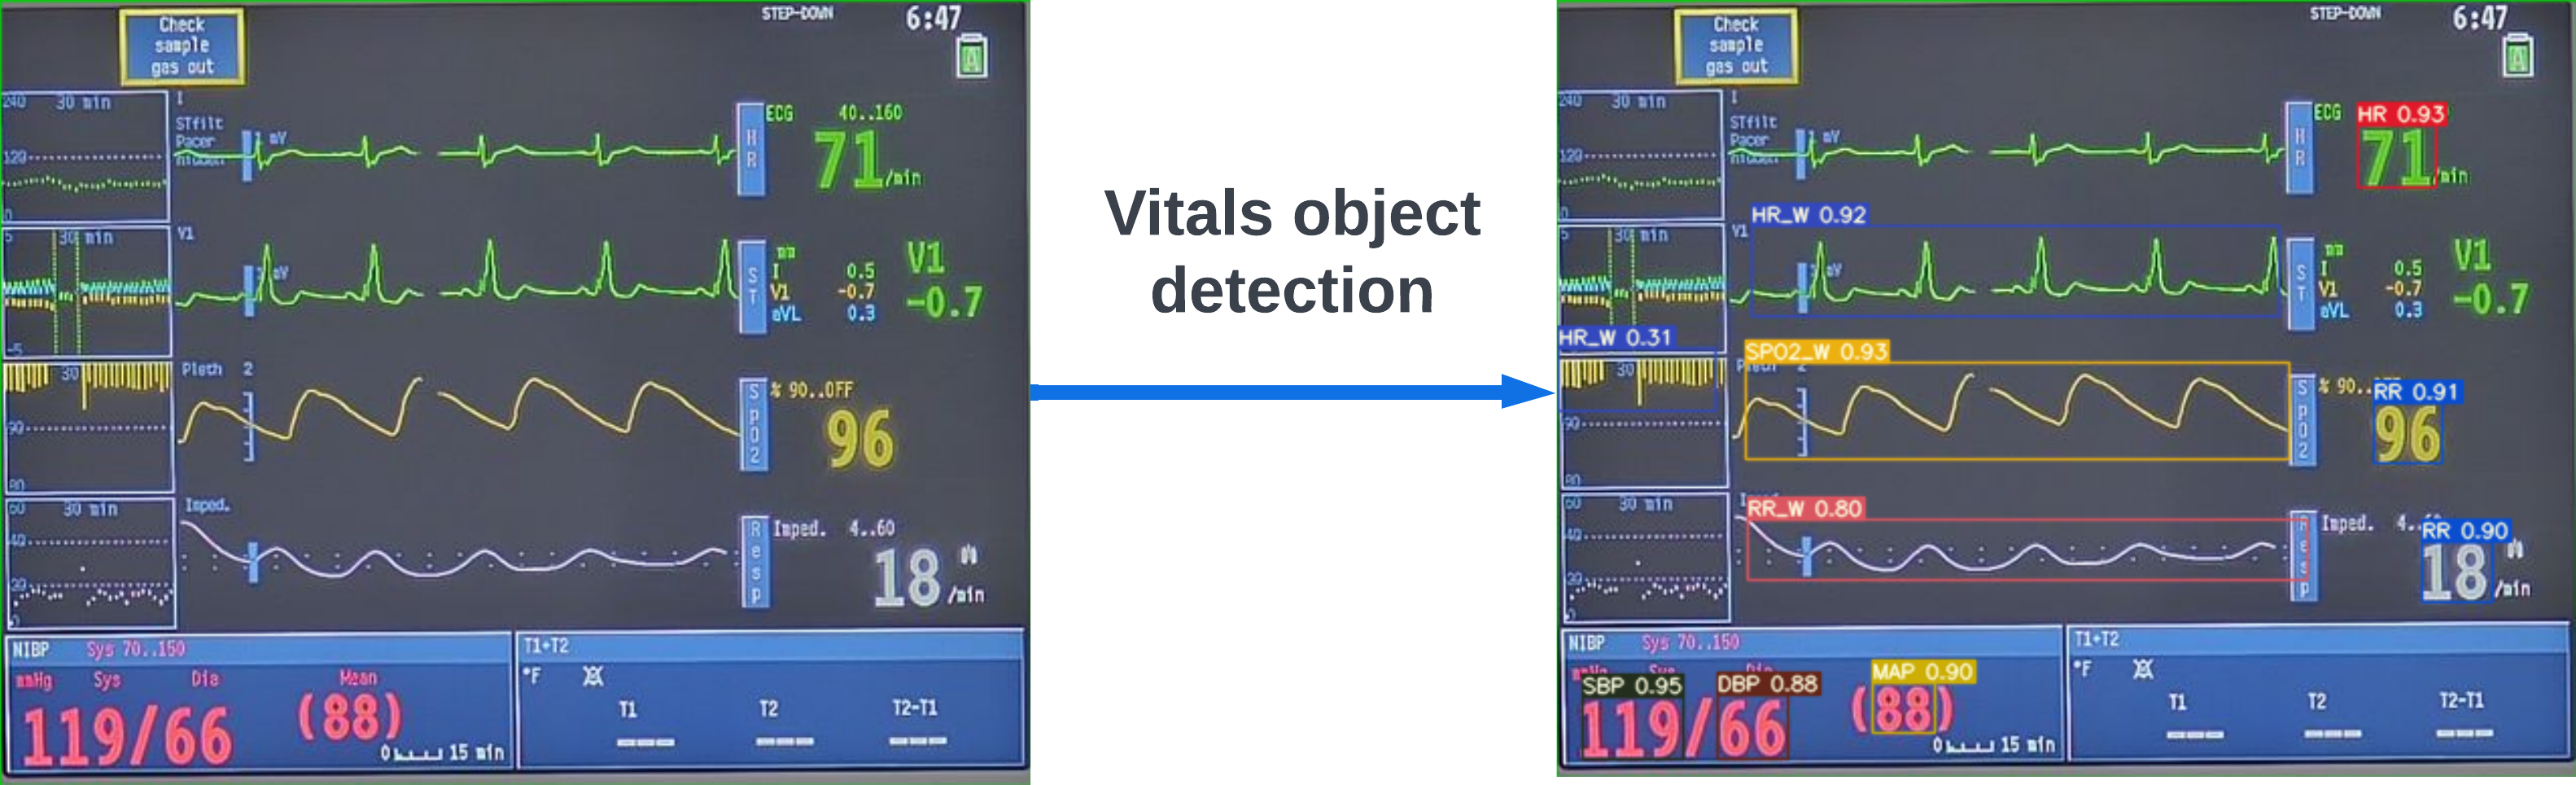 Check
sample
gas out
STEP-DOWN
6:47
A
240 30 min
120
0
I
STfilt
Pacer
1 mV
HR
ECG 40..160
71/min
5 30 min
-5
V1
1 mV
ST
mm
I 0.5
V1 -0.7
aVL 0.3
V1
-0.7
30
90
80
Pleth 2
SpO2
% 90..OFF
96
60 30 min
40
20
0
Imped.
Resp
Imped. 4..60
18 /min
NIBP Sys 70..150
mmHg Sys Dia Mean
119/66 (88)
0 15 min
T1+T2
°F
T1 T2 T2-T1
--- --- ---
Vitals object
detection
Check
sample
gas out
STEP-DOWN
6:47
A
240 30 min
120
0
I
STfilt
Pacer
1 mV
HR
ECG HR 0.93
71/min
HR_W 0.92
5 30 min
V1
1 mV
ST
mm
I 0.5
V1 -0.7
aVL 0.3
V1
-0.7
HR_W 0.31
30
90
80
SPO2_W 0.93
SpO2
% 90..
RR 0.91
96
60 30 min
40
20
0
RR_W 0.80
Resp
Imped. 4..
RR 0.90
18 /min
NIBP Sys 70..150
SBP 0.95 DBP 0.88 MAP 0.90
119/66 (88)
0 15 min
T1+T2
°F
T1 T2 T2-T1
--- --- ---